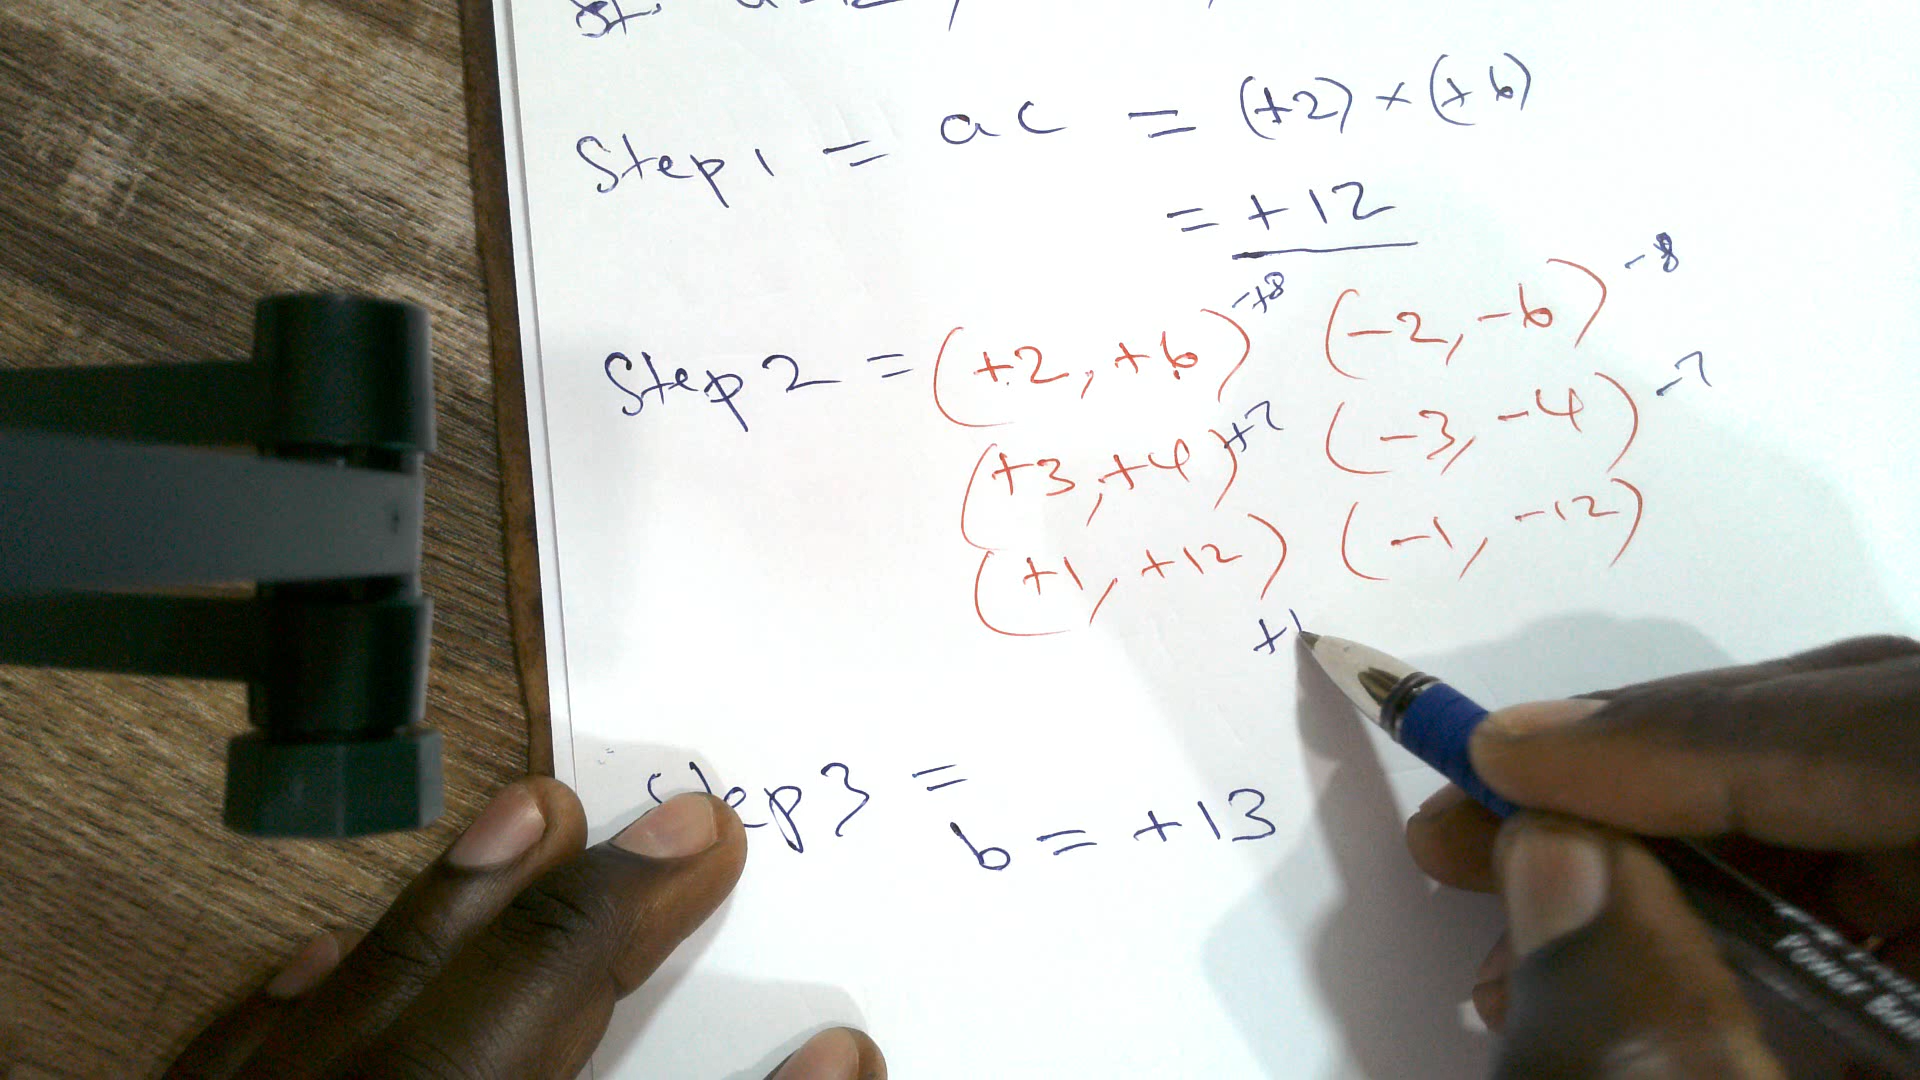 Step 1 = ac = (+2) × (+6)
= +12
Step 2 = (+2, +6) +8 (-2, -6) -8
(+3, +4) +7 (-3, -4) -7
(+1, +12) (-1, -12)
+1
Step 3 =
b = +13
Power